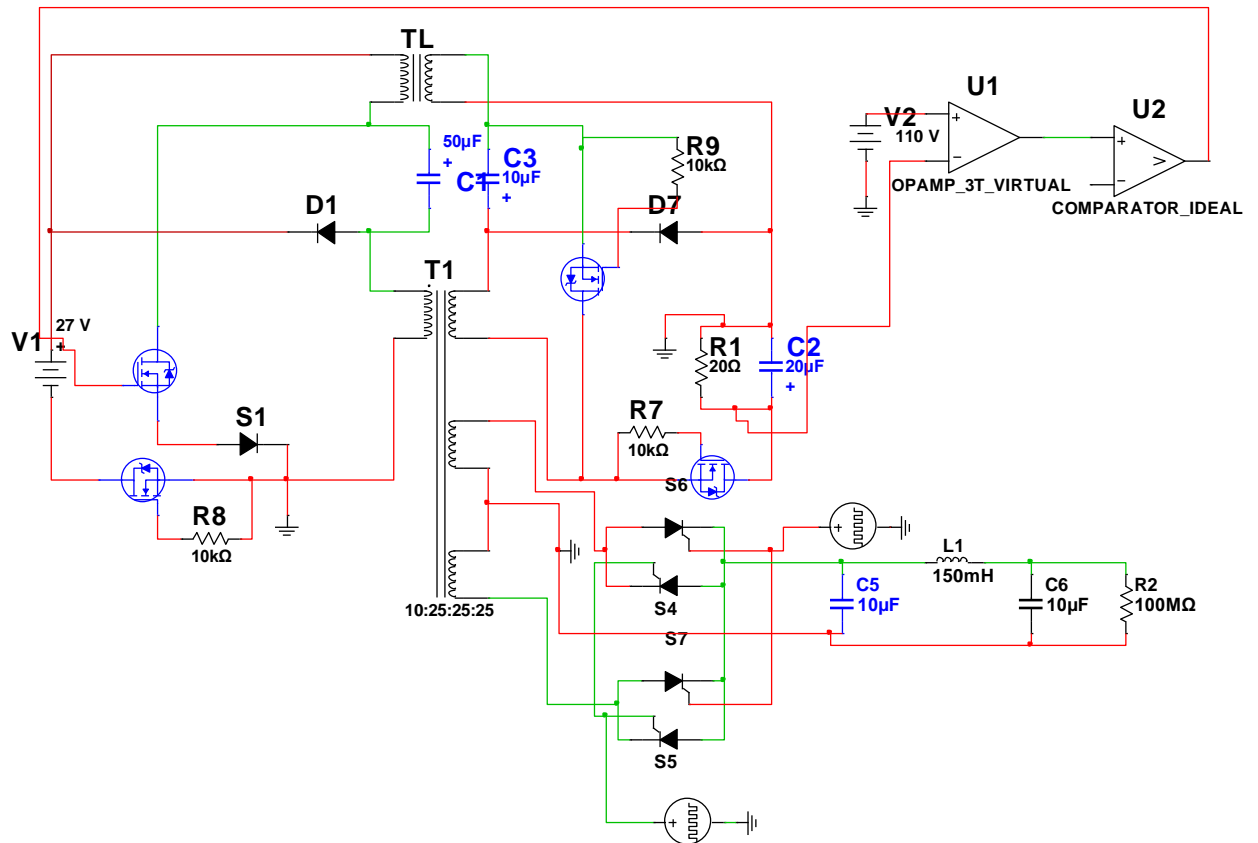 TL
U1
U2
V2
110 V
+
−
+
−
V
OPAMP_3T_VIRTUAL
COMPARATOR_IDEAL
50µF
+
C1
C3
10µF
+
R9
10kΩ
D1
D7
T1
V1
27 V
+
R1
20Ω
C2
20µF
+
S1
R7
10kΩ
S6
R8
10kΩ
+
L1
150mH
C5
10µF
C6
10µF
R2
100MΩ
S4
10:25:25:25
S7
S5
+